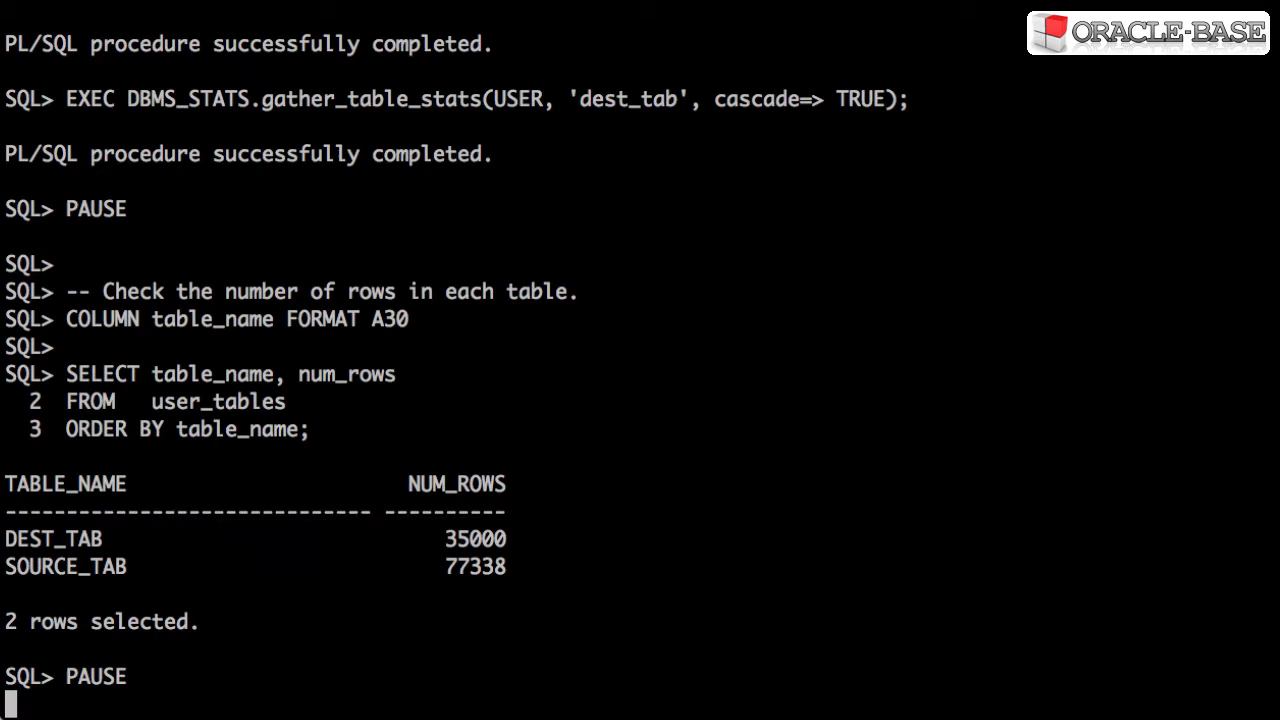 ORACLE-BASE
PL/SQL procedure successfully completed.
SQL> EXEC DBMS_STATS.gather_table_stats(USER, 'dest_tab', cascade=> TRUE);
PL/SQL procedure successfully completed.
SQL> PAUSE
SQL>
SQL> -- Check the number of rows in each table.
SQL> COLUMN table_name FORMAT A30
SQL>
SQL> SELECT table_name, num_rows
  2  FROM   user_tables
  3  ORDER BY table_name;
TABLE_NAME                       NUM_ROWS
------------------------------ ----------
DEST_TAB                            35000
SOURCE_TAB                          77338
2 rows selected.
SQL> PAUSE